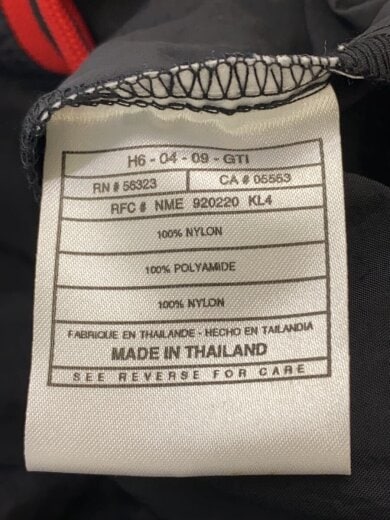 H6 - 04 - 09 - GTI
RN # 56323 CA # 05553
RFC # NME 920220 KL4
100% NYLON
100% POLYAMIDE
100% NYLON
FABRIQUE EN THAILANDE - HECHO EN TAILANDIA
MADE IN THAILAND
SEE REVERSE FOR CARE